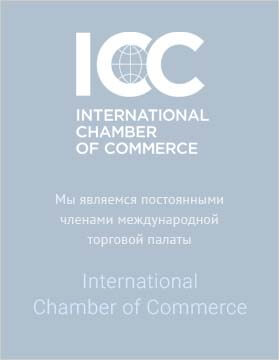 ICC
INTERNATIONAL
CHAMBER
OF COMMERCE
Мы являемся постоянными
членами международной
торговой палаты
International
Chamber of Commerce